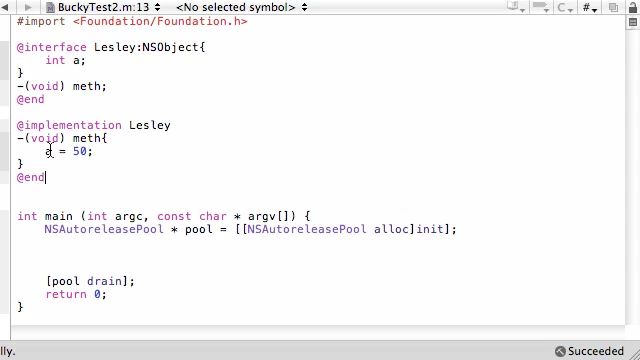 BuckyTest2.m:13 <No selected symbol> C #
#import <Foundation/Foundation.h>
@interface Lesley:NSObject{
int a;
}
-(void) meth;
@end
@implementation Lesley
-(void) meth{
a = 50;
}
@end
int main (int argc, const char * argv[]) {
NSAutoreleasePool * pool = [[NSAutoreleasePool alloc]init];
[pool drain];
return 0;
}
lly. Succeeded